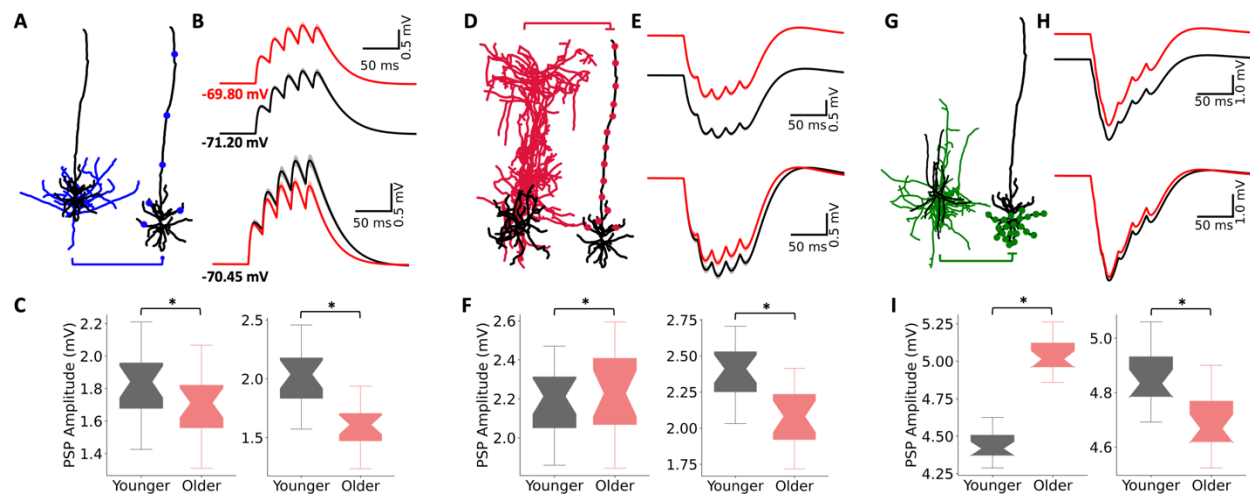 A
B
D
E
G
H
0.5 mV
50 ms
-69.80 mV
-71.20 mV
0.5 mV
50 ms
-70.45 mV
50 ms
0.5 mV
50 ms
0.5 mV
50 ms
1.0 mV
50 ms
1.0 mV
C
F
I
PSP Amplitude (mV)
2.2
2.0
1.8
1.6
1.4
*
Younger Older
2.5
2.0
1.5
*
Younger Older
PSP Amplitude (mV)
2.6
2.4
2.2
2.0
*
Younger Older
2.75
2.50
2.25
2.00
1.75
*
Younger Older
PSP Amplitude (mV)
5.25
5.00
4.75
4.50
4.25
*
Younger Older
5.0
4.8
4.6
*
Younger Older